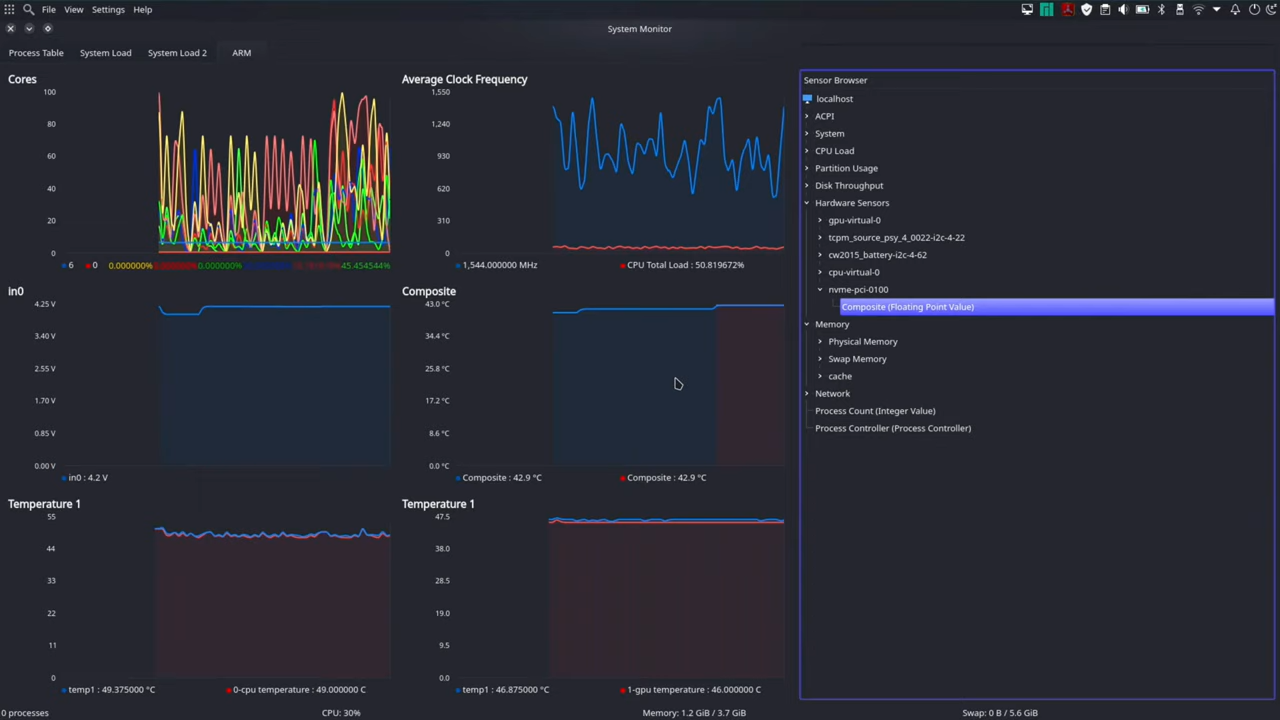 File View Settings Help
System Monitor
Process Table System Load System Load 2 ARM
Cores
100
80
60
40
20
0
6 0 0.000000% 0.000000% 45.454544%
Average Clock Frequency
1,550
1,240
930
620
310
0
1,544.000000 MHz CPU Total Load : 50.819672%
in0
4.25 V
3.40 V
2.55 V
1.70 V
0.85 V
0.00 V
in0 : 4.2 V
Composite
43.0 °C
34.4 °C
25.8 °C
17.2 °C
8.6 °C
0.0 °C
Composite : 42.9 °C Composite : 42.9 °C
Temperature 1
55
44
33
22
11
0
temp1 : 49.375000 °C 0-cpu temperature : 49.000000 C
Temperature 1
47.5
38.0
28.5
19.0
9.5
0.0
temp1 : 46.875000 °C 1-gpu temperature : 46.000000 C
Sensor Browser
localhost
ACPI
System
CPU Load
Partition Usage
Disk Throughput
Hardware Sensors
gpu-virtual-0
tcpm_source_psy_4_0022-i2c-4-22
cw2015_battery-i2c-4-62
cpu-virtual-0
nvme-pci-0100
Composite (Floating Point Value)
Memory
Physical Memory
Swap Memory
cache
Network
Process Count (Integer Value)
Process Controller (Process Controller)
0 processes CPU: 30% Memory: 1.2 GiB / 3.7 GiB Swap: 0 B / 5.6 GiB